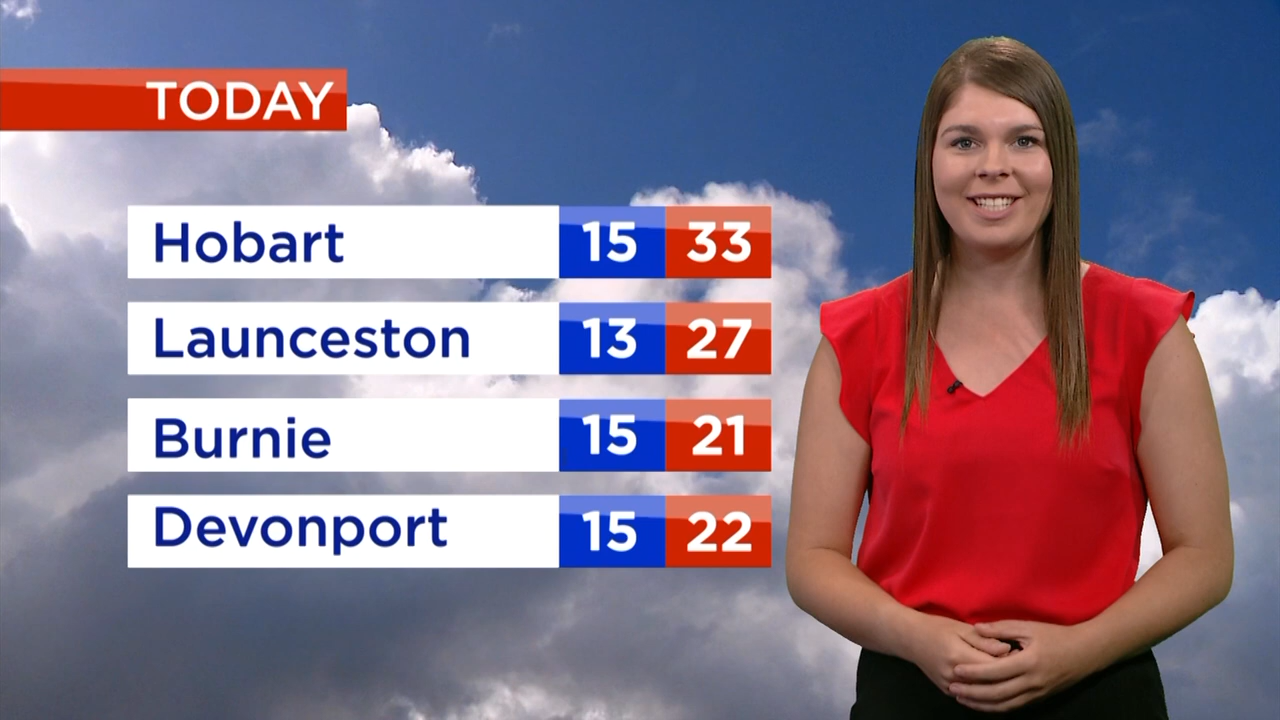 TODAY
Hobart 15 33
Launceston 13 27
Burnie 15 21
Devonport 15 22